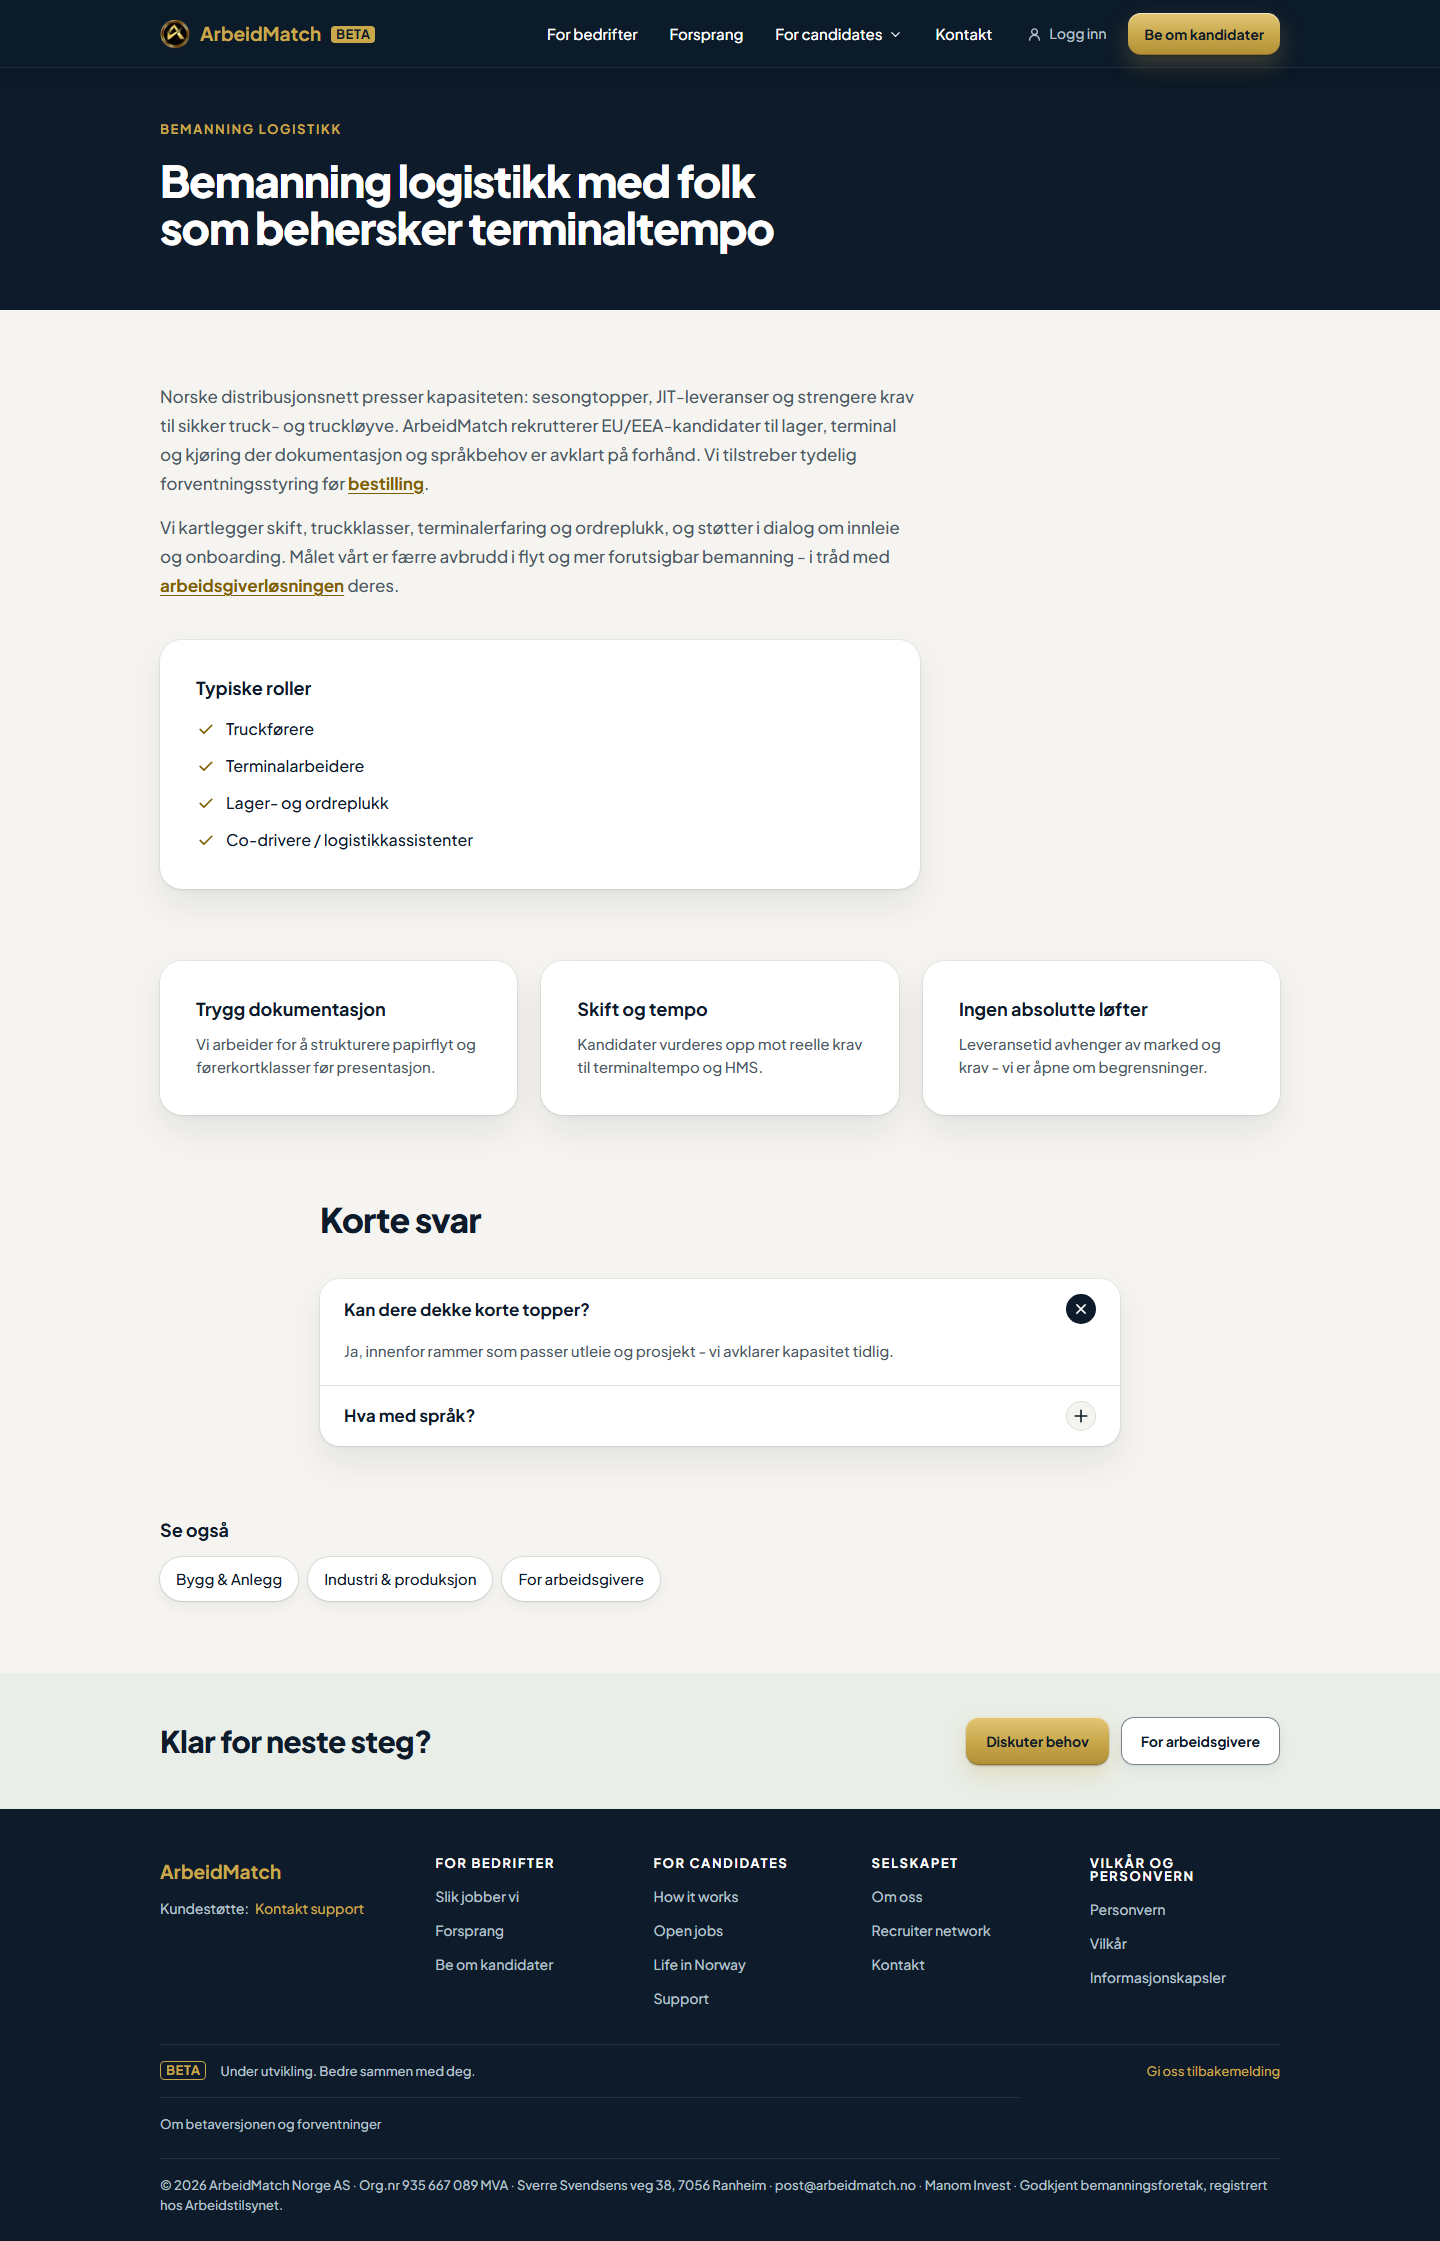 ArbeidMatch BETA
For bedrifter Forsprang For candidates Kontakt Logg inn Be om kandidater
BEMANNING LOGISTIKK
Bemanning logistikk med folk
som behersker terminaltempo
Norske distribusjonsnett presser kapasiteten: sesongtopper, JIT-leveranser og strengere krav
til sikker truck- og truckløyve. ArbeidMatch rekrutterer EU/EEA-kandidater til lager, terminal
og kjøring der dokumentasjon og språkbehov er avklart på forhånd. Vi tilstreber tydelig
forventningsstyring før bestilling.
Vi kartlegger skift, truckklasser, terminalerfaring og ordreplukk, og støtter i dialog om innleie
og onboarding. Målet vårt er færre avbrudd i flyt og mer forutsigbar bemanning - i tråd med
arbeidsgiverløsningen deres.
Typiske roller
Truckførere
Terminalarbeidere
Lager- og ordreplukk
Co-drivere / logistikkassistenter
Trygg dokumentasjon
Vi arbeider for å strukturere papirflyt og
førerkortklasser før presentasjon.
Skift og tempo
Kandidater vurderes opp mot reelle krav
til terminaltempo og HMS.
Ingen absolutte løfter
Leveransetid avhenger av marked og
krav - vi er åpne om begrensninger.
Korte svar
Kan dere dekke korte topper?
Ja, innenfor rammer som passer utleie og prosjekt - vi avklarer kapasitet tidlig.
Hva med språk?
Se også
Bygg & Anlegg Industri & produksjon For arbeidsgivere
Klar for neste steg?
Diskuter behov For arbeidsgivere
ArbeidMatch
Kundestøtte: Kontakt support
FOR BEDRIFTER
Slik jobber vi
Forsprang
Be om kandidater
FOR CANDIDATES
How it works
Open jobs
Life in Norway
Support
SELSKAPET
Om oss
Recruiter network
Kontakt
VILKÅR OG
PERSONVERN
Personvern
Vilkår
Informasjonskapsler
BETA Under utvikling. Bedre sammen med deg. Gi oss tilbakemelding
Om betaversjonen og forventninger
© 2026 ArbeidMatch Norge AS · Org.nr 935 667 089 MVA · Sverre Svendsens veg 38, 7056 Ranheim · post@arbeidmatch.no · Manom Invest · Godkjent bemanningsforetak, registrert
hos Arbeidstilsynet.